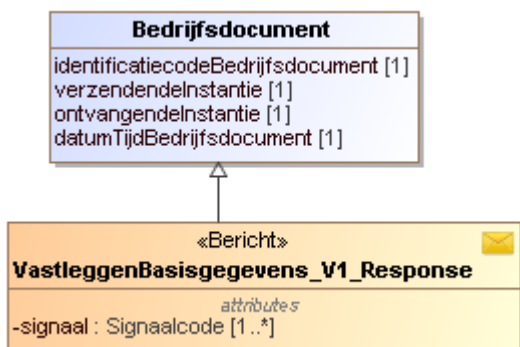 Bedrijfsdocument
identificatiecodeBedrijfsdocument [1]
verzendendeInstantie [1]
ontvangendeInstantie [1]
datumTijdBedrijfsdocument [1]
«Bericht»
VastleggenBasisgegevens_V1_Response
attributes
-signaal : Signaalcode [1..*]